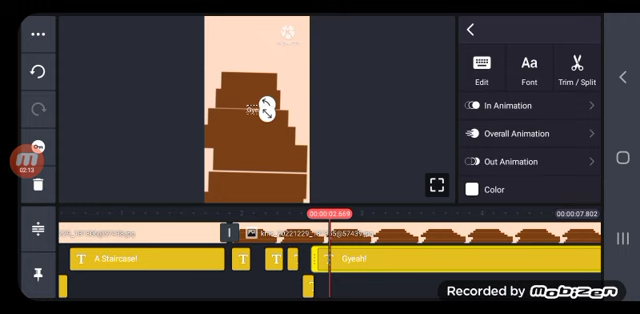 Edit
Font
Trim / Split
In Animation
Overall Animation
Out Animation
Color
Aa
02:13
00:00:02.669
00:00:07.802
A Staircase!
Gyeah!
T
T
T
T
T
Recorded by MOBIZEN